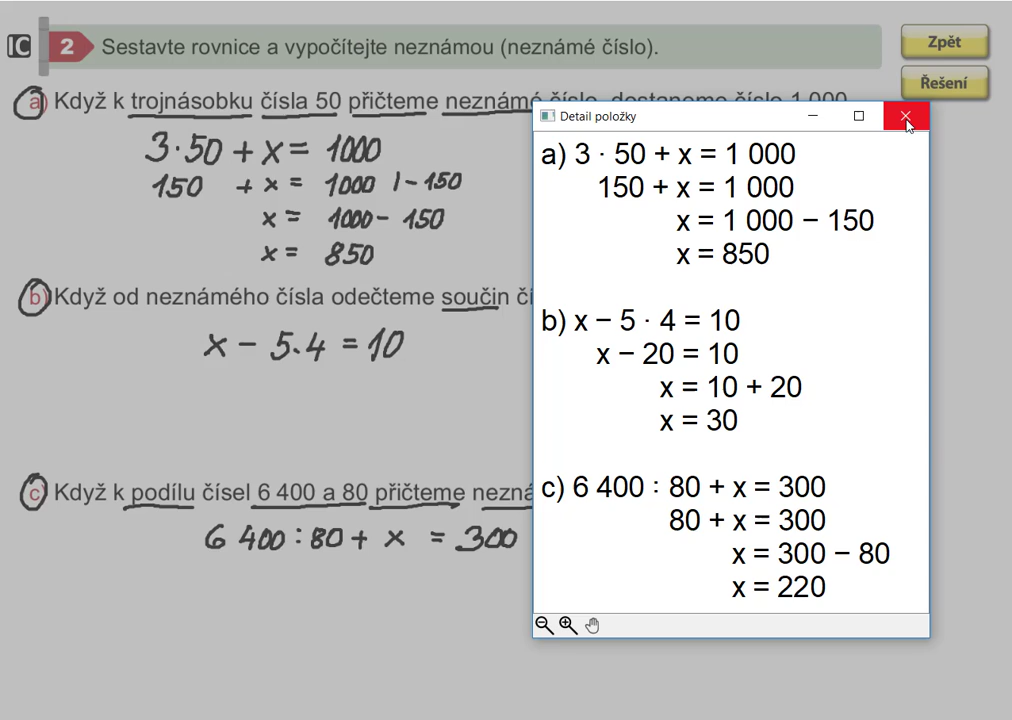 IC 2 Sestavte rovnice a vypočítejte neznámou (neznámé číslo).
Zpět
Řešení
a) Když k trojnásobku čísla 50 přičteme neznámé číslo, dostaneme číslo 1 000.
3·50 + x = 1000
150 + x = 1000 | - 150
x = 1000 - 150
x = 850
b) Když od neznámého čísla odečteme součin
x - 5.4 = 10
c) Když k podílu čísel 6 400 a 80 přičteme
6 400 : 80 + x = 300
Detail položky
a) 3 · 50 + x = 1 000
150 + x = 1 000
x = 1 000 − 150
x = 850
b) x − 5 · 4 = 10
x − 20 = 10
x = 10 + 20
x = 30
c) 6 400 : 80 + x = 300
80 + x = 300
x = 300 − 80
x = 220